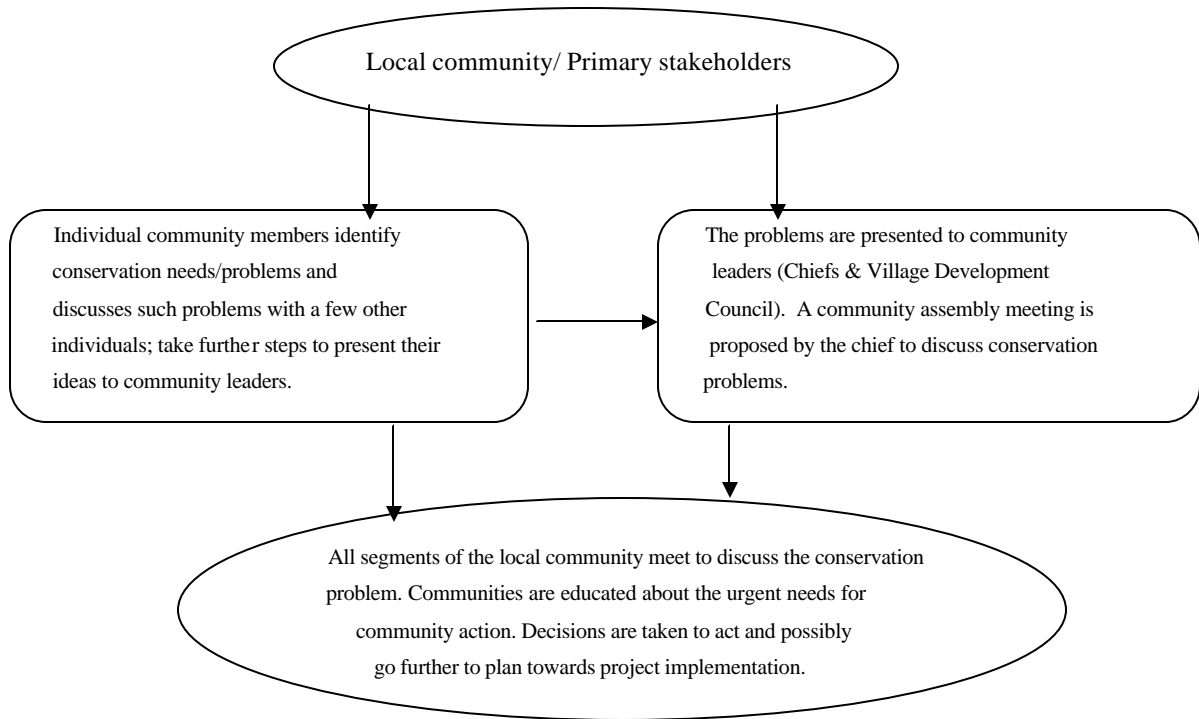 Local community/ Primary stakeholders
Individual community members identify
conservation needs/problems and
discusses such problems with a few other
individuals; take further steps to present their
ideas to community leaders.
The problems are presented to community
leaders (Chiefs & Village Development
Council).  A community assembly meeting is
proposed by the chief to discuss conservation
problems.
All segments of the local community meet to discuss the conservation
problem. Communities are educated about the urgent needs for
community action. Decisions are taken to act and possibly
go further to plan towards project implementation.